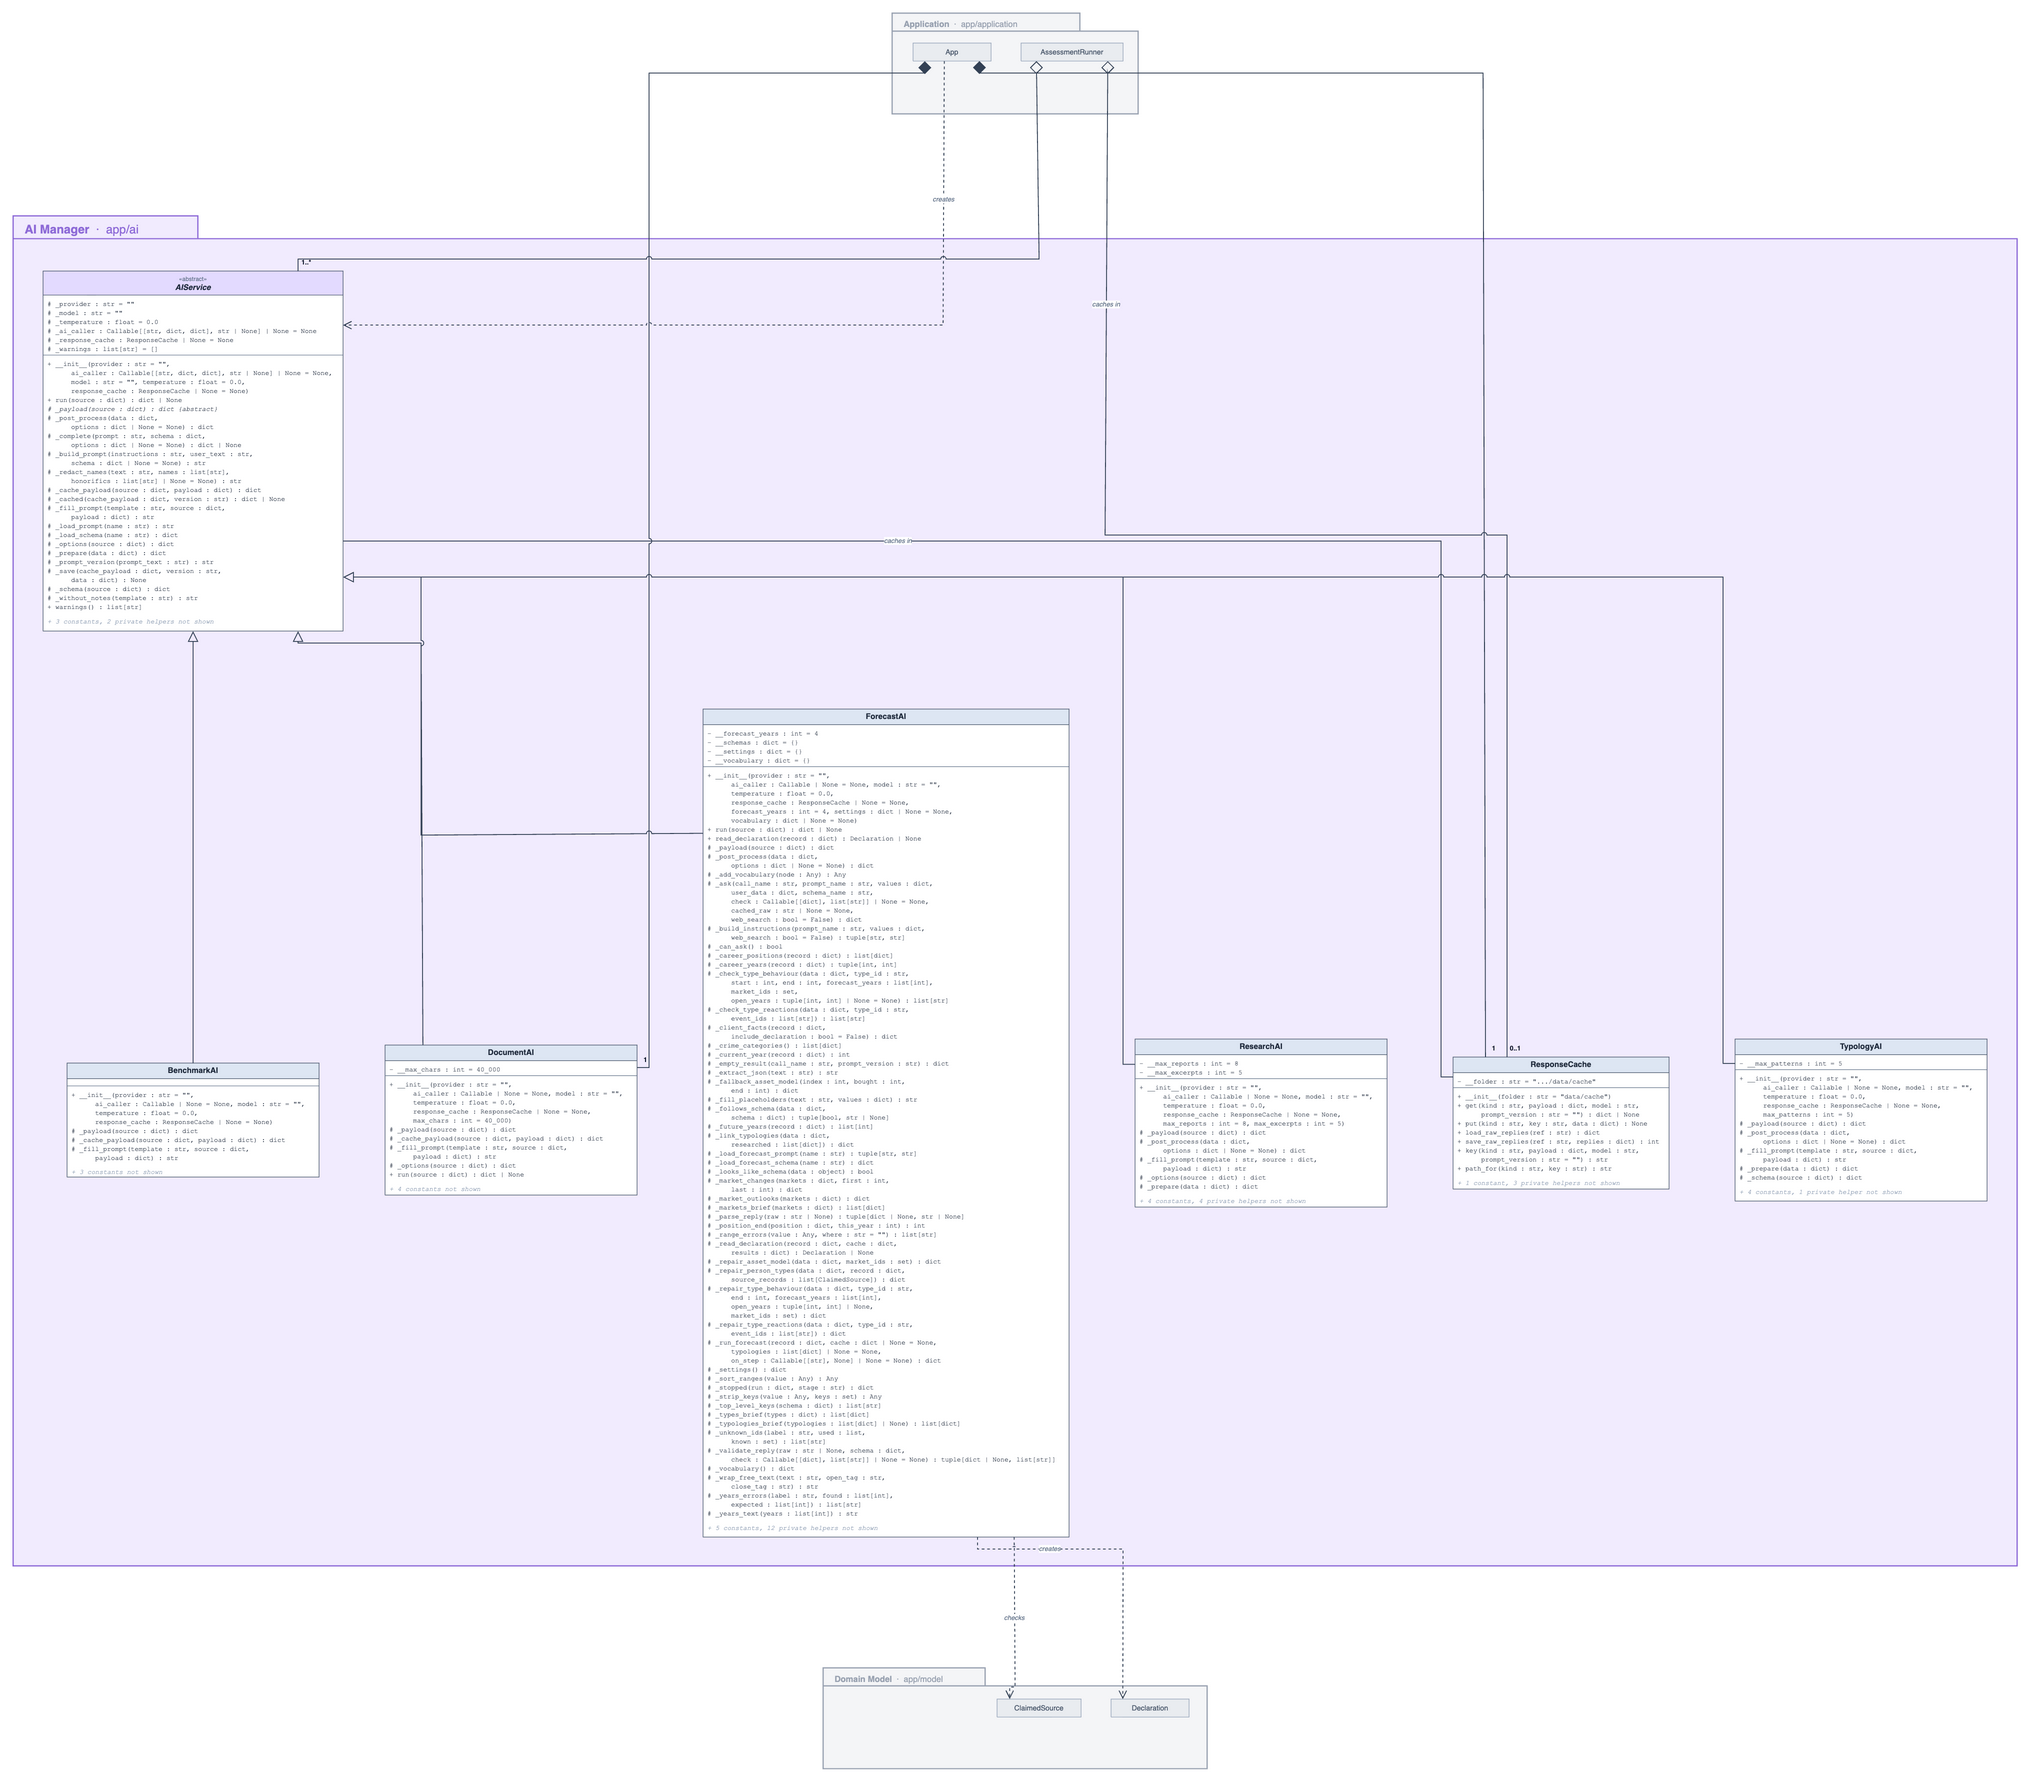 Application · app/application
App
AssessmentRunner
creates
AI Manager · app/ai
1..*
caches in
«abstract»
AIService
# _provider : str = ""
# _model : str = ""
# _temperature : float = 0.0
# _ai_caller : Callable[[str, dict, dict], str | None] | None = None
# _response_cache : ResponseCache | None = None
# _warnings : list[str] = []
+ __init__(provider : str = "",
ai_caller : Callable[[str, dict, dict], str | None] | None = None,
model : str = "", temperature : float = 0.0,
response_cache : ResponseCache | None = None)
+ run(source : dict) : dict | None
# _payload(source : dict) : dict {abstract}
# _post_process(data : dict,
options : dict | None = None) : dict
# _complete(prompt : str, schema : dict,
options : dict | None = None) : dict | None
# _build_prompt(instructions : str, user_text : str,
schema : dict | None = None) : str
# _redact_names(text : str, names : list[str],
honorifics : list[str] | None = None) : str
# _cache_payload(source : dict, payload : dict) : dict
# _cached(cache_payload : dict, version : str) : dict | None
# _fill_prompt(template : str, source : dict,
payload : dict) : str
# _load_prompt(name : str) : str
# _load_schema(name : str) : dict
# _options(source : dict) : dict
# _prepare(data : dict) : dict
# _prompt_version(prompt_text : str) : str
# _save(cache_payload : dict, version : str,
data : dict) : None
# _schema(source : dict) : dict
# _without_notes(template : str) : str
+ warnings() : list[str]
+ 3 constants, 2 private helpers not shown
caches in
ForecastAI
- __forecast_years : int = 4
- __schemas : dict = {}
- __settings : dict = {}
- __vocabulary : dict = {}
+ __init__(provider : str = "",
ai_caller : Callable | None = None, model : str = "",
temperature : float = 0.0,
response_cache : ResponseCache | None = None,
forecast_years : int = 4, settings : dict | None = None,
vocabulary : dict | None = None)
+ run(source : dict) : dict | None
+ read_declaration(record : dict) : Declaration | None
# _payload(source : dict) : dict
# _post_process(data : dict,
options : dict | None = None) : dict
# _add_vocabulary(node : Any) : Any
# _ask(call_name : str, prompt_name : str, values : dict,
user_data : dict, schema_name : str,
check : Callable[[dict], list[str]] | None = None,
cached_raw : str | None = None,
web_search : bool = False) : dict
# _build_instructions(prompt_name : str, values : dict,
web_search : bool = False) : tuple[str, str]
# _can_ask() : bool
# _career_positions(record : dict) : list[dict]
# _career_years(record : dict) : tuple[int, int]
# _check_type_behaviour(data : dict, type_id : str,
start : int, end : int, forecast_years : list[int],
market_ids : set,
open_years : tuple[int, int] | None = None) : list[str]
# _check_type_reactions(data : dict, type_id : str,
event_ids : list[str]) : list[str]
# _client_facts(record : dict,
include_declaration : bool = False) : dict
# _crime_categories() : list[dict]
# _current_year(record : dict) : int
# _empty_result(call_name : str, prompt_version : str) : dict
# _extract_json(text : str) : str
# _fallback_asset_model(index : int, bought : int,
end : int) : dict
# _fill_placeholders(text : str, values : dict) : str
# _follows_schema(data : dict,
schema : dict) : tuple[bool, str | None]
# _future_years(record : dict) : list[int]
# _link_typologies(data : dict,
researched : list[dict]) : dict
# _load_forecast_prompt(name : str) : tuple[str, str]
# _load_forecast_schema(name : str) : dict
# _looks_like_schema(data : object) : bool
# _market_changes(markets : dict, first : int,
last : int) : dict
# _market_outlooks(markets : dict) : dict
# _markets_brief(markets : dict) : list[dict]
# _parse_reply(raw : str | None) : tuple[dict | None, str | None]
# _position_end(position : dict, this_year : int) : int
# _range_errors(value : Any, where : str = "") : list[str]
# _read_declaration(record : dict, cache : dict,
results : dict) : Declaration | None
# _repair_asset_model(data : dict, market_ids : set) : dict
# _repair_person_types(data : dict, record : dict,
source_records : list[ClaimedSource]) : dict
# _repair_type_behaviour(data : dict, type_id : str,
end : int, forecast_years : list[int],
open_years : tuple[int, int] | None,
market_ids : set) : dict
# _repair_type_reactions(data : dict, type_id : str,
event_ids : list[str]) : dict
# _run_forecast(record : dict, cache : dict | None = None,
typologies : list[dict] | None = None,
on_step : Callable[[str], None] | None = None) : dict
# _settings() : dict
# _sort_ranges(value : Any) : Any
# _stopped(run : dict, stage : str) : dict
# _strip_keys(value : Any, keys : set) : Any
# _top_level_keys(schema : dict) : list[str]
# _types_brief(types : dict) : list[dict]
# _typologies_brief(typologies : list[dict] | None) : list[dict]
# _unknown_ids(label : str, used : list,
known : set) : list[str]
# _validate_reply(raw : str | None, schema : dict,
check : Callable[[dict], list[str]] | None = None) : tuple[dict | None, list[str]]
# _vocabulary() : dict
# _wrap_free_text(text : str, open_tag : str,
close_tag : str) : str
# _years_errors(label : str, found : list[int],
expected : list[int]) : list[str]
# _years_text(years : list[int]) : str
+ 5 constants, 12 private helpers not shown
BenchmarkAI
+ __init__(provider : str = "",
ai_caller : Callable | None = None, model : str = "",
temperature : float = 0.0,
response_cache : ResponseCache | None = None)
# _payload(source : dict) : dict
# _cache_payload(source : dict, payload : dict) : dict
# _fill_prompt(template : str, source : dict,
payload : dict) : str
+ 3 constants not shown
DocumentAI
1
- __max_chars : int = 40_000
+ __init__(provider : str = "",
ai_caller : Callable | None = None, model : str = "",
temperature : float = 0.0,
response_cache : ResponseCache | None = None,
max_chars : int = 40_000)
# _payload(source : dict) : dict
# _cache_payload(source : dict, payload : dict) : dict
# _fill_prompt(template : str, source : dict,
payload : dict) : str
# _options(source : dict) : dict
+ run(source : dict) : dict | None
+ 4 constants not shown
ResearchAI
- __max_reports : int = 8
- __max_excerpts : int = 5
+ __init__(provider : str = "",
ai_caller : Callable | None = None, model : str = "",
temperature : float = 0.0,
response_cache : ResponseCache | None = None,
max_reports : int = 8, max_excerpts : int = 5)
# _payload(source : dict) : dict
# _post_process(data : dict,
options : dict | None = None) : dict
# _fill_prompt(template : str, source : dict,
payload : dict) : str
# _options(source : dict) : dict
# _prepare(data : dict) : dict
+ 4 constants, 4 private helpers not shown
1
0..1
ResponseCache
- __folder : str = ".../data/cache"
+ __init__(folder : str = "data/cache")
+ get(kind : str, payload : dict, model : str,
prompt_version : str = "") : dict | None
+ put(kind : str, key : str, data : dict) : None
+ load_raw_replies(ref : str) : dict
+ save_raw_replies(ref : str, replies : dict) : int
+ key(kind : str, payload : dict, model : str,
prompt_version : str = "") : str
+ path_for(kind : str, key : str) : str
+ 1 constant, 3 private helpers not shown
TypologyAI
- __max_patterns : int = 5
+ __init__(provider : str = "",
ai_caller : Callable | None = None, model : str = "",
temperature : float = 0.0,
response_cache : ResponseCache | None = None,
max_patterns : int = 5)
# _payload(source : dict) : dict
# _post_process(data : dict,
options : dict | None = None) : dict
# _fill_prompt(template : str, source : dict,
payload : dict) : str
# _prepare(data : dict) : dict
# _schema(source : dict) : dict
+ 4 constants, 1 private helper not shown
creates
checks
Domain Model · app/model
ClaimedSource
Declaration